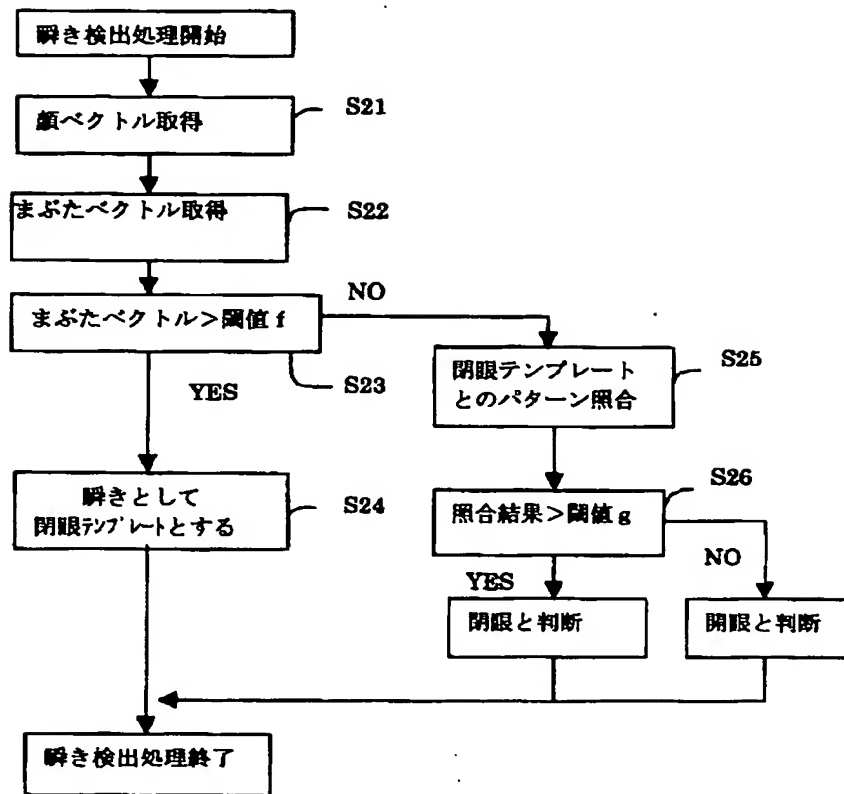 瞬き検出処理開始
顔ベクトル取得
S21
まぶたベクトル取得
S22
まぶたベクトル＞閾値 f
NO
S23
YES
閉眼テンプレート
とのパターン照合
S25
瞬きとして
閉眼ﾃﾝﾌﾟﾚｰﾄとする
S24
照合結果＞閾値 g
S26
YES
NO
閉眼と判断
開眼と判断
瞬き検出処理終了